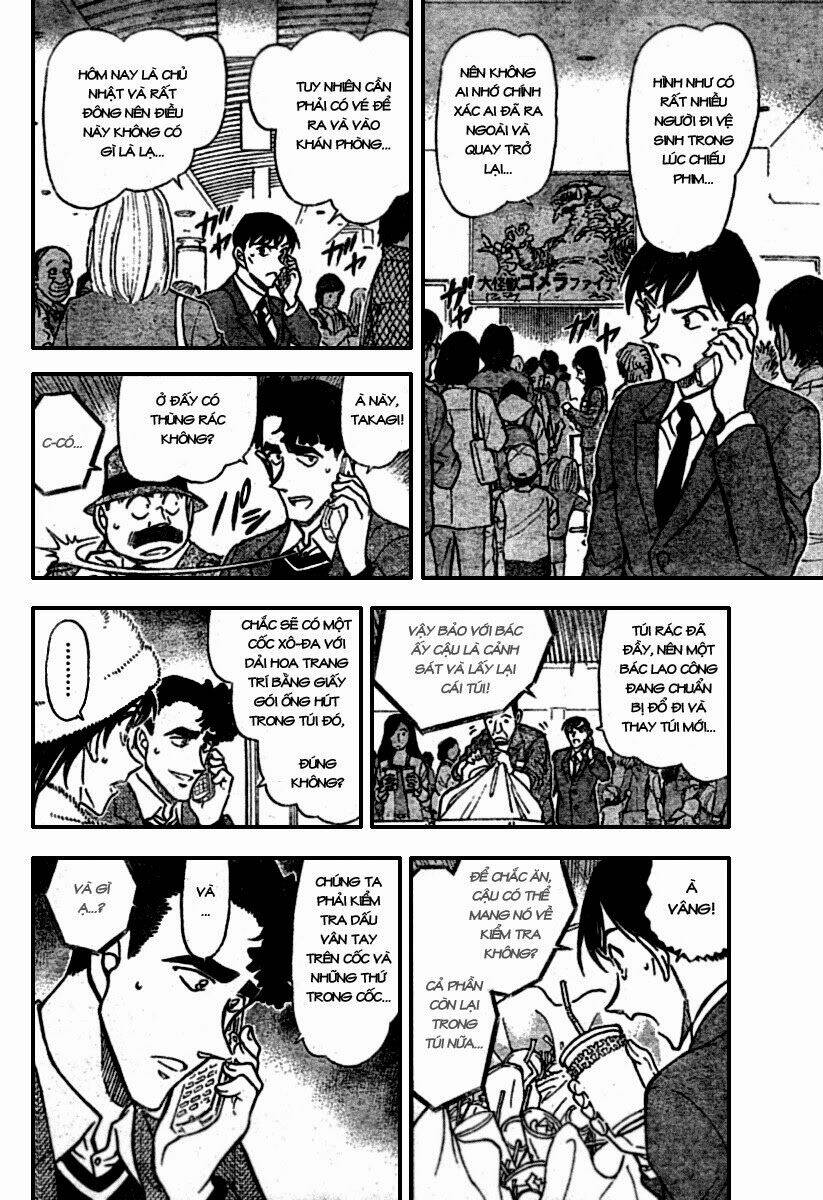 HÌNH NHƯ CÓ
RẤT NHIỀU
NGƯỜI ĐI VỆ
SINH TRONG
LÚC CHIẾU
PHIM...
NÊN KHÔNG
AI NHỚ CHÍNH
XÁC AI ĐÃ RA
NGOÀI VÀ
QUAY TRỞ
LẠI...
大怪獣ゴメラファイナ
TUY NHIÊN CẦN
PHẢI CÓ VÉ ĐỂ
RA VÀ VÀO
KHÁN PHÒNG...
HÔM NAY LÀ CHỦ
NHẬT VÀ RẤT
ĐÔNG NÊN ĐIỀU
NÀY KHÔNG CÓ
GÌ LÀ LẠ...
À NÀY,
TAKAGI!
Ở ĐẤY CÓ
THÙNG RÁC
KHÔNG?
C-CÓ...
TÚI RÁC ĐÃ
ĐẦY, NÊN MỘT
BÁC LAO CÔNG
ĐANG CHUẨN
BỊ ĐỔ ĐI VÀ
THAY TÚI MỚI...
VẬY BẢO VỚI BÁC
ẤY CẬU LÀ CẢNH
SÁT VÀ LẤY LẠI
CÁI TÚI!
CHẮC SẼ CÓ MỘT
CỐC XÔ-ĐA VỚI
DẢI HOA TRANG
TRÍ BẰNG GIẤY
GÓI ỐNG HÚT
TRONG TÚI ĐÓ,
ĐÚNG
KHÔNG?
........
À
VÂNG!
ĐỂ CHẮC ĂN,
CẬU CÓ THỂ
MANG NÓ VỀ
KIỂM TRA
KHÔNG?
CẢ PHẦN
CÒN LẠI
TRONG
TÚI NỮA...
CHÚNG TA
PHẢI KIỂM
TRA DẤU
VÂN TAY
TRÊN CỐC VÀ
NHỮNG THỨ
TRONG CỐC...
VÀ
...
VÀ GÌ
Ạ...?